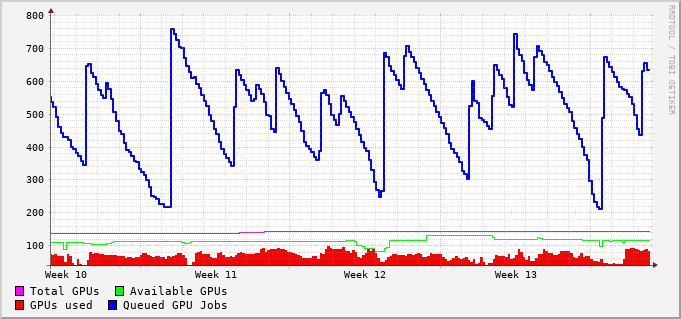 800
700
600
500
400
300
200
100
Week 10 Week 11 Week 12 Week 13
Total GPUs Available GPUs
GPUs used Queued GPU Jobs
RRDTOOL / TOBI OETIKER